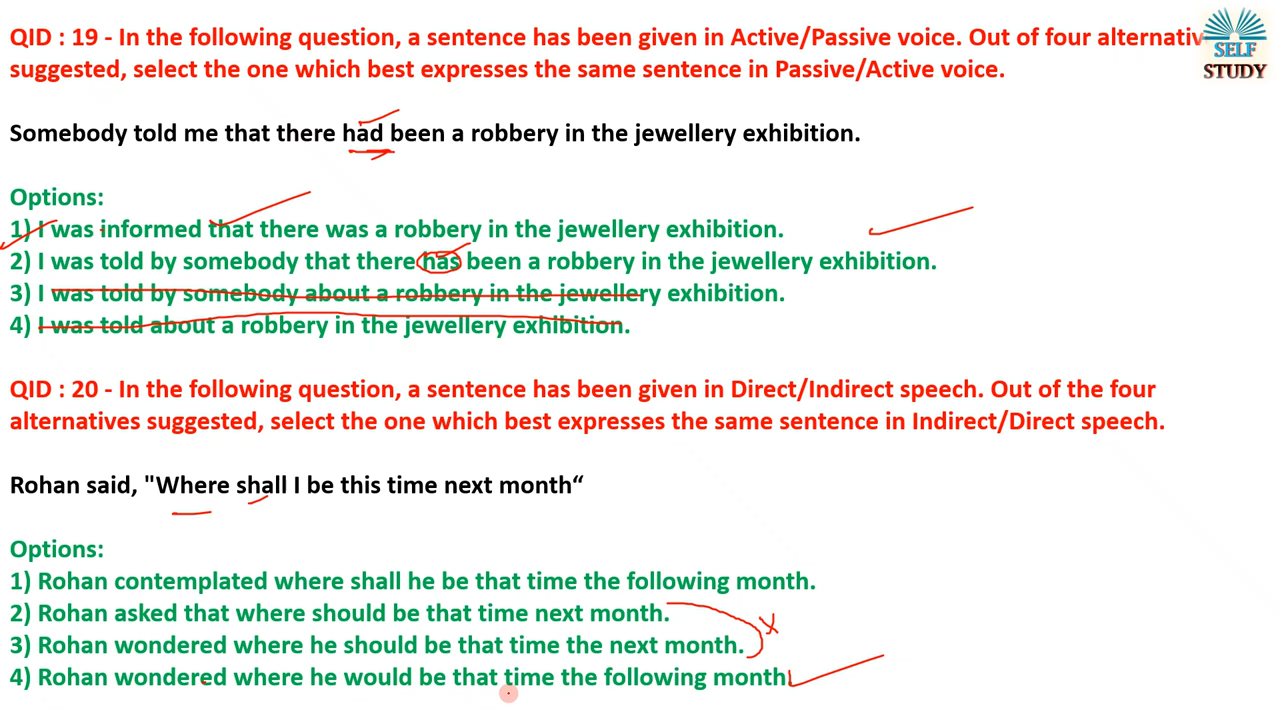 QID : 19 - In the following question, a sentence has been given in Active/Passive voice. Out of four alternativ
suggested, select the one which best expresses the same sentence in Passive/Active voice.
SELF
STUDY
Somebody told me that there had been a robbery in the jewellery exhibition.
Options:
1) I was informed that there was a robbery in the jewellery exhibition.
2) I was told by somebody that there has been a robbery in the jewellery exhibition.
3) I was told by somebody about a robbery in the jewellery exhibition.
4) I was told about a robbery in the jewellery exhibition.
QID : 20 - In the following question, a sentence has been given in Direct/Indirect speech. Out of the four
alternatives suggested, select the one which best expresses the same sentence in Indirect/Direct speech.
Rohan said, "Where shall I be this time next month“
Options:
1) Rohan contemplated where shall he be that time the following month.
2) Rohan asked that where should be that time next month.
3) Rohan wondered where he should be that time the next month.
4) Rohan wondered where he would be that time the following month.